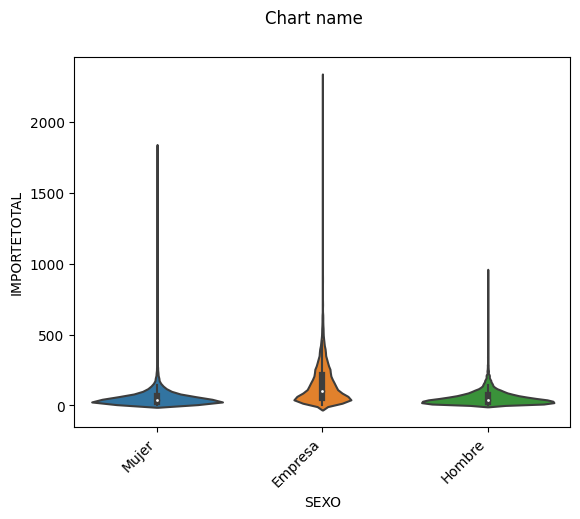 Chart name
IMPORTETOTAL
2000
1500
1000
500
0
Mujer
Empresa
Hombre
SEXO